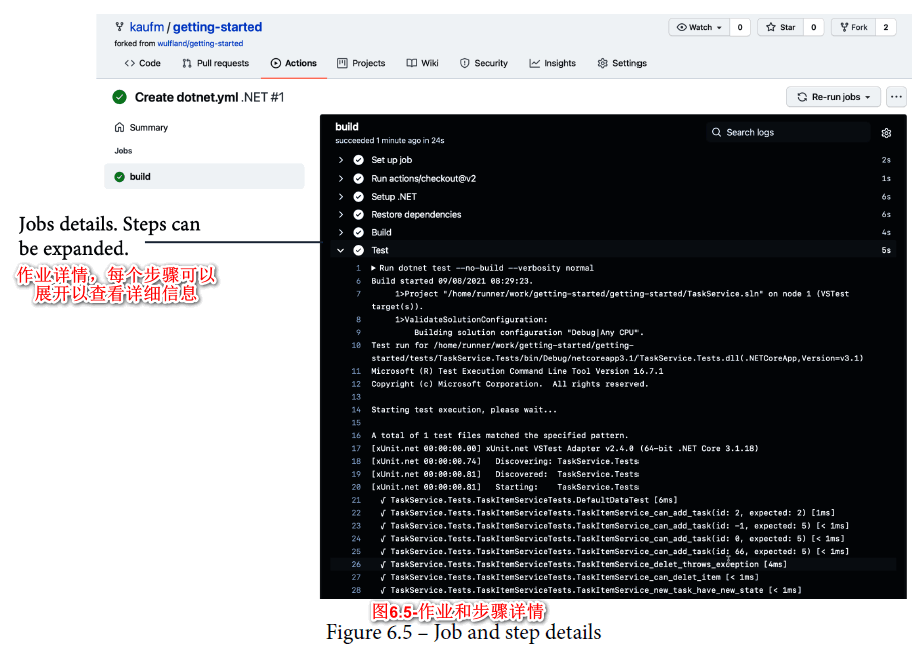 kaufm / getting-started
Watch 0 Star 0 Fork 2
forked from wulfland/getting-started
Code Pull requests Actions Projects Wiki Security Insights Settings
Create dotnet.yml .NET #1
Re-run jobs ...
Summary
Jobs
build
build
succeeded 1 minute ago in 24s
Search logs
Set up job 2s
Run actions/checkout@v2 1s
Setup .NET 6s
Restore dependencies 6s
Build 4s
Test 5s
Jobs details. Steps can
be expanded.
作业详情，每个步骤可以
展开以查看详细信息
1 Run dotnet test --no-build --verbosity normal
6 Build started 09/08/2021 08:29:23.
7 1>Project "/home/runner/work/getting-started/getting-started/TaskService.sln" on node 1 (VSTest
target(s)).
8 1>ValidateSolutionConfiguration:
9 Building solution configuration "Debug|Any CPU".
10 Test run for /home/runner/work/getting-started/getting-
started/tests/TaskService.Tests/bin/Debug/netcoreapp3.1/TaskService.Tests.dll(.NETCoreApp,Version=v3.1)
11 Microsoft (R) Test Execution Command Line Tool Version 16.7.1
12 Copyright (c) Microsoft Corporation. All rights reserved.
13
14 Starting test execution, please wait...
15
16 A total of 1 test files matched the specified pattern.
17 [xUnit.net 00:00:00.00] xUnit.net VSTest Adapter v2.4.0 (64-bit .NET Core 3.1.18)
18 [xUnit.net 00:00:00.74] Discovering: TaskService.Tests
19 [xUnit.net 00:00:00.81] Discovered: TaskService.Tests
20 [xUnit.net 00:00:00.81] Starting: TaskService.Tests
21 √ TaskService.Tests.TaskItemServiceTests.DefaultDataTest [6ms]
22 √ TaskService.Tests.TaskItemServiceTests.TaskItemService_can_add_task(id: 2, expected: 2) [1ms]
23 √ TaskService.Tests.TaskItemServiceTests.TaskItemService_can_add_task(id: -1, expected: 5) [< 1ms]
24 √ TaskService.Tests.TaskItemServiceTests.TaskItemService_can_add_task(id: 0, expected: 5) [< 1ms]
25 √ TaskService.Tests.TaskItemServiceTests.TaskItemService_can_add_task(id: 66, expected: 5) [< 1ms]
26 √ TaskService.Tests.TaskItemServiceTests.TaskItemService_delet_throws_exception [4ms]
27 √ TaskService.Tests.TaskItemServiceTests.TaskItemService_can_delet_item [< 1ms]
28 √ TaskService.Tests.TaskItemServiceTests.TaskItemService_new_task_have_new_state [< 1ms]
图6.5-作业和步骤详情
Figure 6.5 – Job and step details